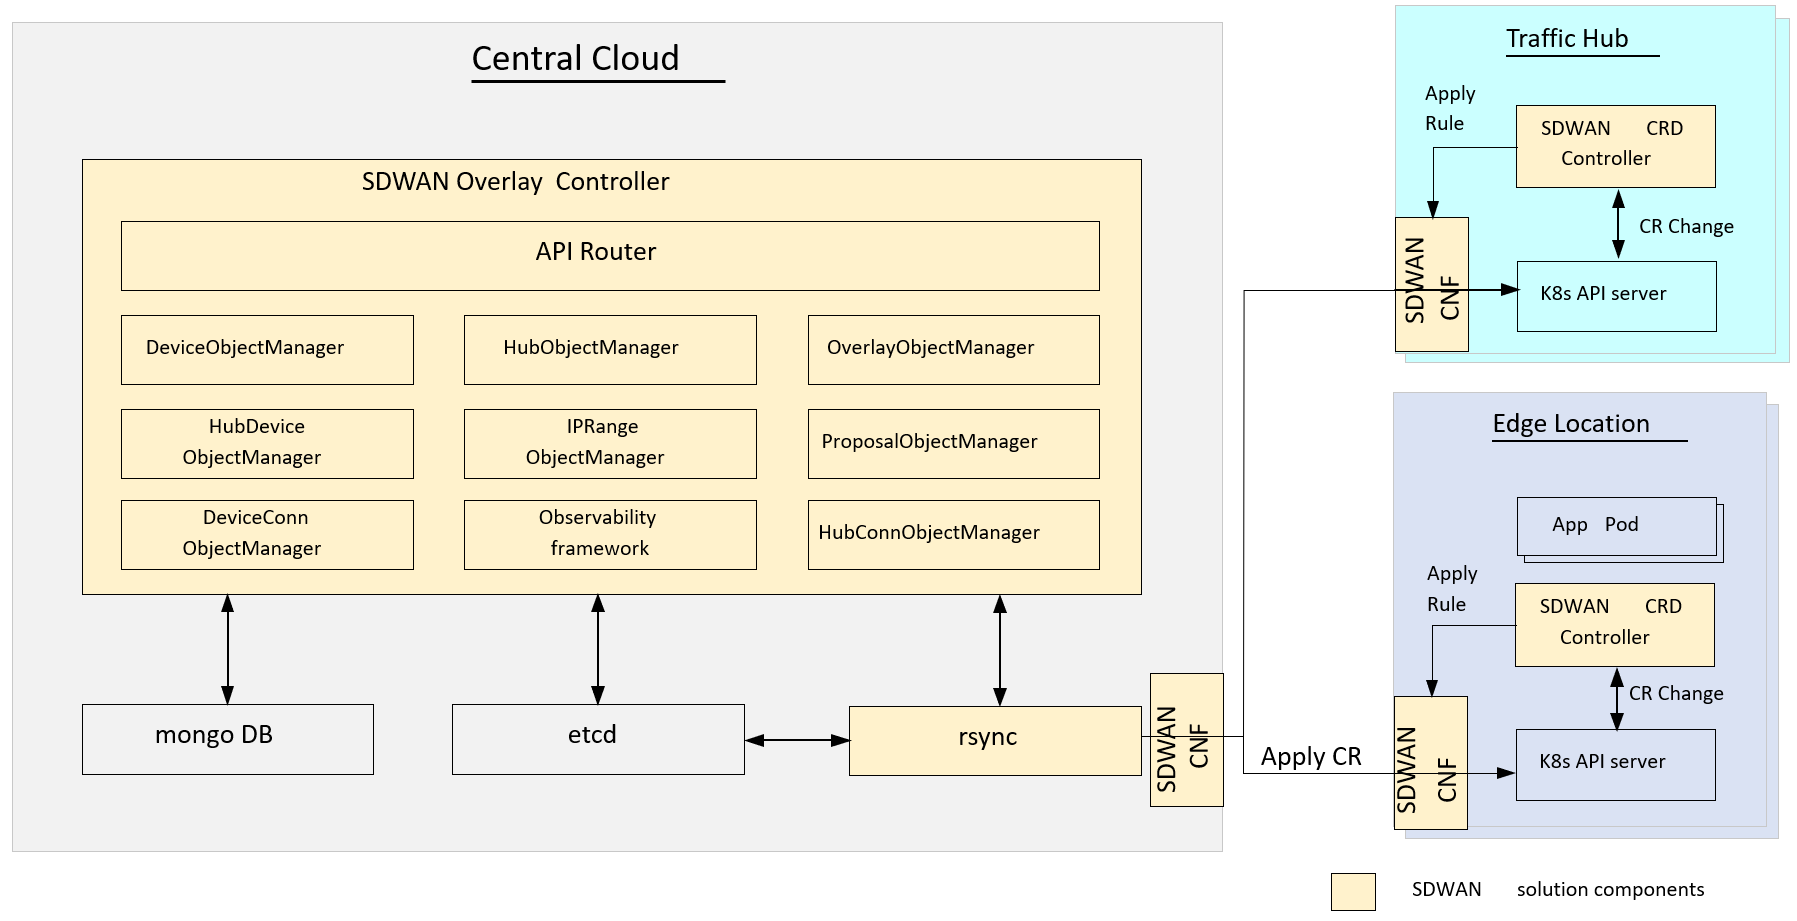 Central Cloud
SDWAN Overlay Controller
API Router
DeviceObjectManager
HubObjectManager
OverlayObjectManager
HubDevice
ObjectManager
IPRange
ObjectManager
ProposalObjectManager
DeviceConn
ObjectManager
Observability
framework
HubConnObjectManager
mongo DB
etcd
rsync
SDWAN
CNF
Apply CR
Traffic Hub
Apply
Rule
SDWAN CRD
Controller
CR Change
SDWAN
CNF
K8s API server
Edge Location
App Pod
Apply
Rule
SDWAN CRD
Controller
CR Change
SDWAN
CNF
K8s API server
SDWAN solution components